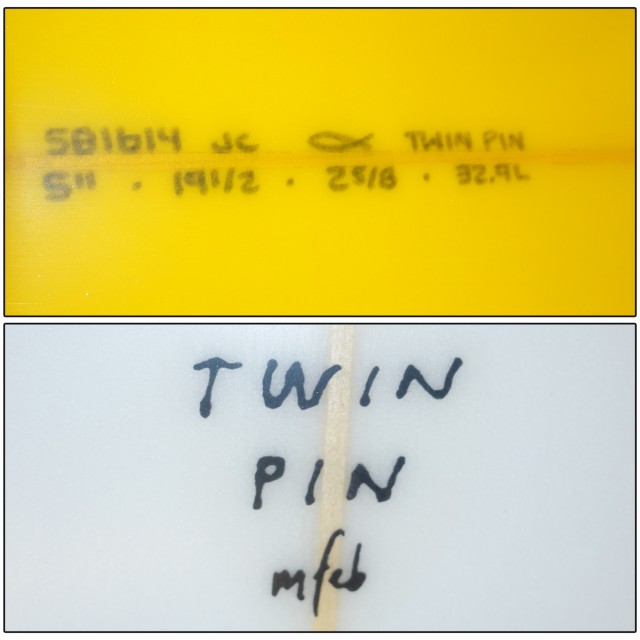 581614 JC TWIN PIN
5'11 · 19 1/2 · 2 5/8 · 32.9L
TWIN
PIN
mfeb